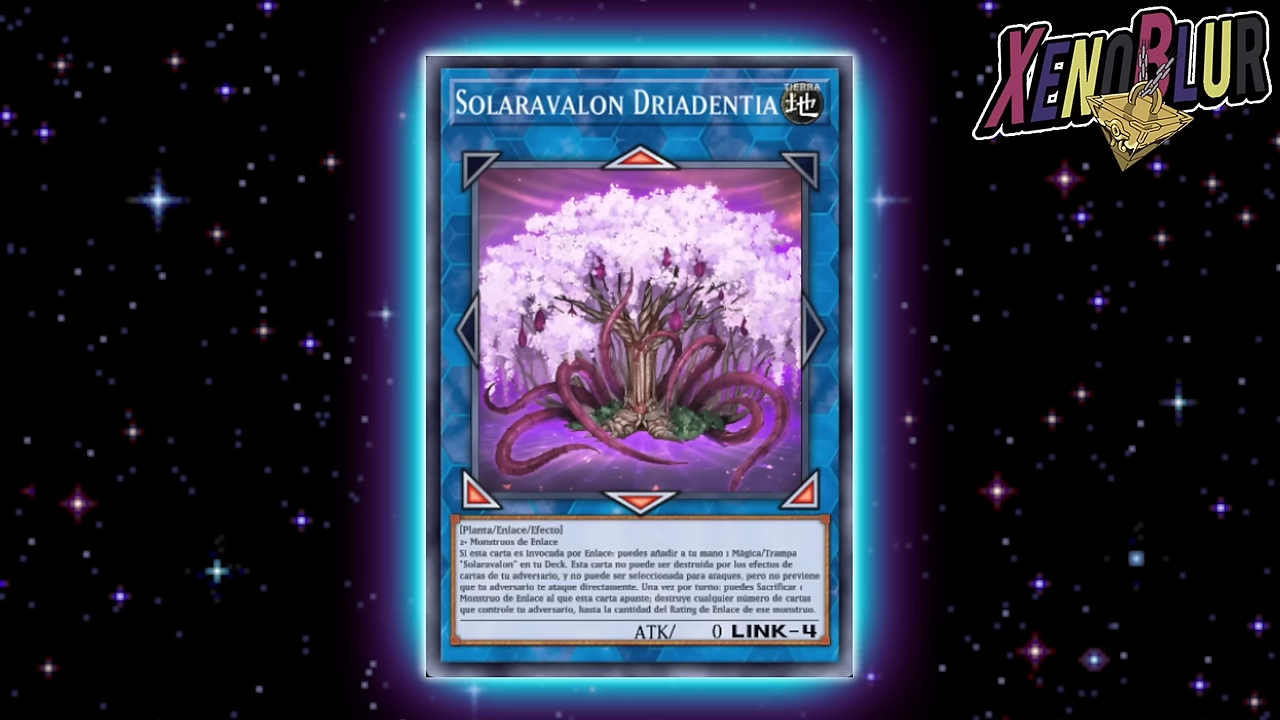 XENOBLUR
SOLARAVALON DRIADENTIA
TIERRA
地
[Planta/Enlace/Efecto]
2+ Monstruos de Enlace
Si esta carta es Invocada por Enlace: puedes añadir a tu mano 1 Mágica/Trampa
"Solaravalon" en tu Deck. Esta carta no puede ser destruida por los efectos de
cartas de tu adversario, y no puede ser seleccionada para ataques, pero no previene
que tu adversario te ataque directamente. Una vez por turno: puedes Sacrificar 1
Monstruo de Enlace al que esta carta apunte; destruye cualquier número de cartas
que controle tu adversario, hasta la cantidad del Rating de Enlace de ese monstruo.
ATK/ 0 LINK-4